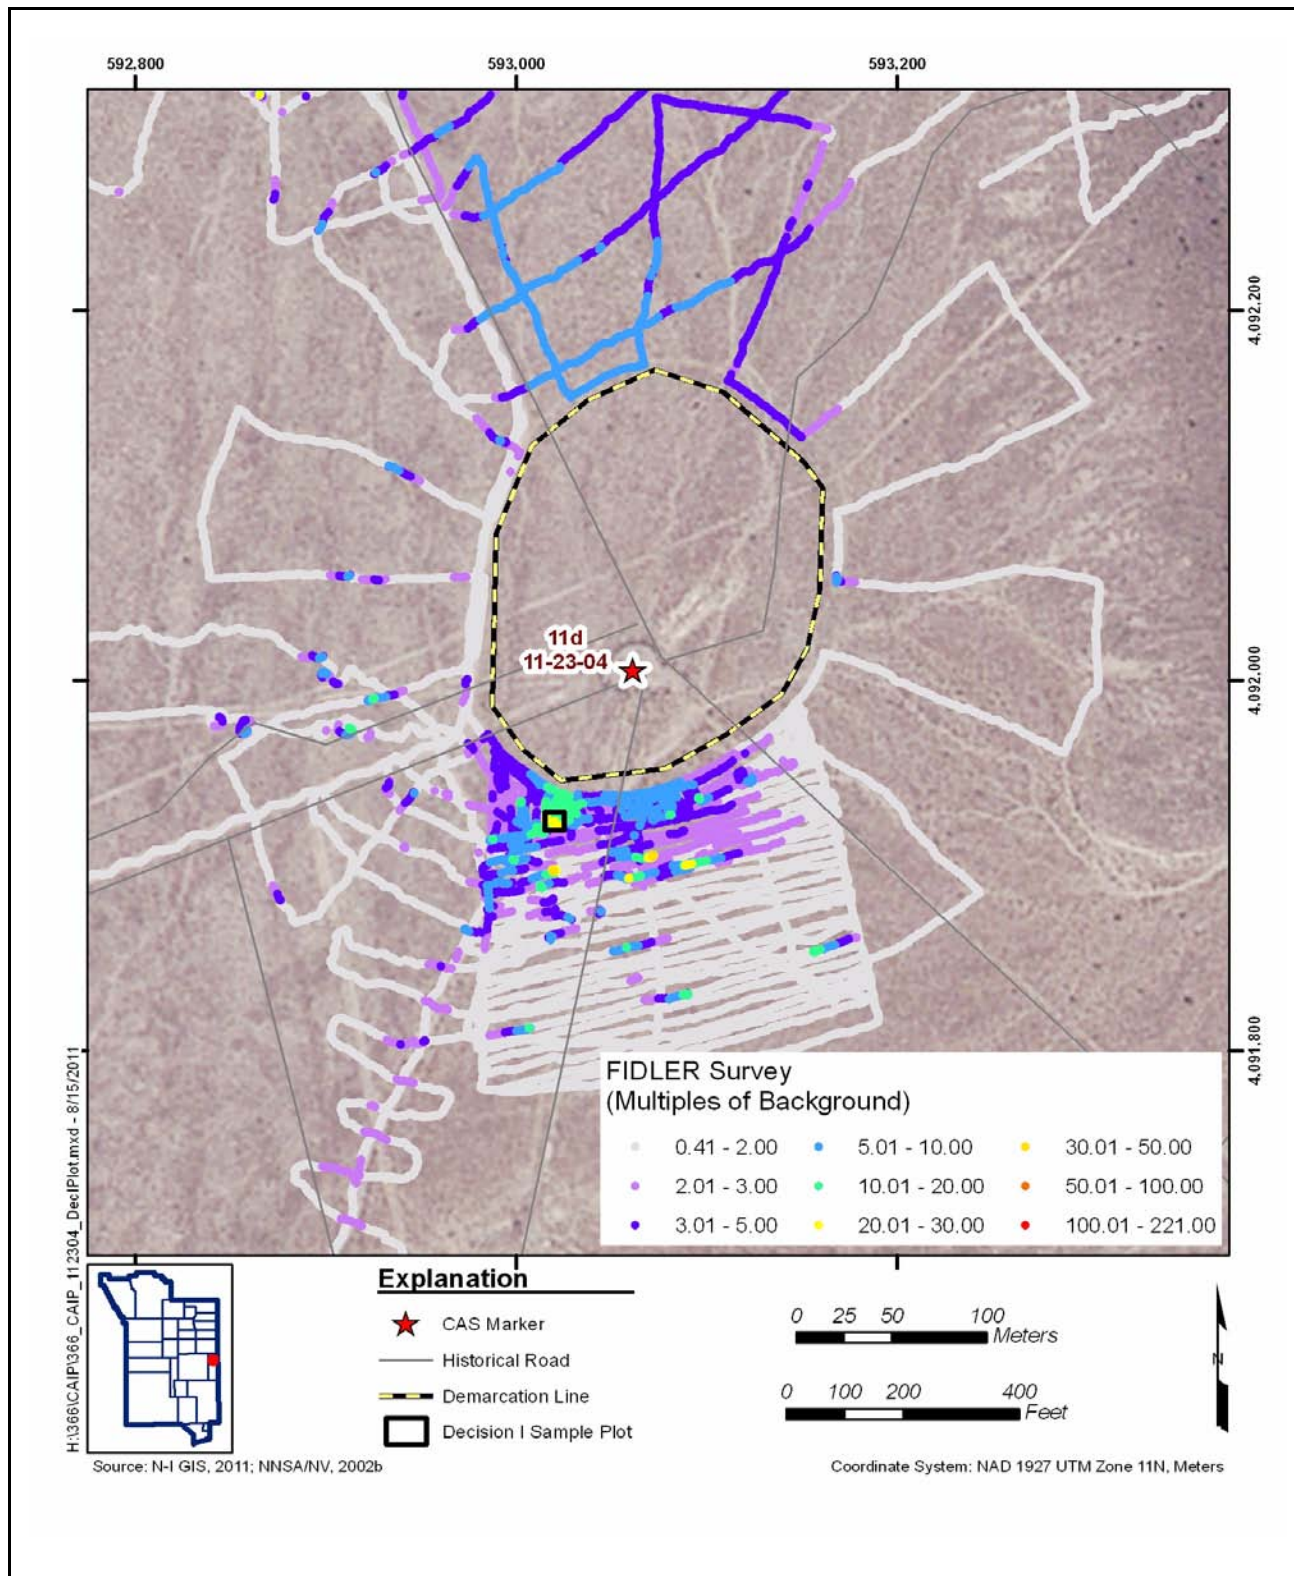 592,800
593,000
593,200
4,092,200
4,092,000
4,091,800
11d
11-23-04
FIDLER Survey
(Multiples of Background)
0.41 - 2.00
5.01 - 10.00
30.01 - 50.00
2.01 - 3.00
10.01 - 20.00
50.01 - 100.00
3.01 - 5.00
20.01 - 30.00
100.01 - 221.00
H:\366\CAIP\366_CAIP_112304_DecIPlot.mxd - 8/15/2011
Explanation
CAS Marker
Historical Road
Demarcation Line
Decision I Sample Plot
0 25 50 100
Meters
0 100 200 400
Feet
N
Source: N-I GIS, 2011; NNSA/NV, 2002b
Coordinate System: NAD 1927 UTM Zone 11N, Meters